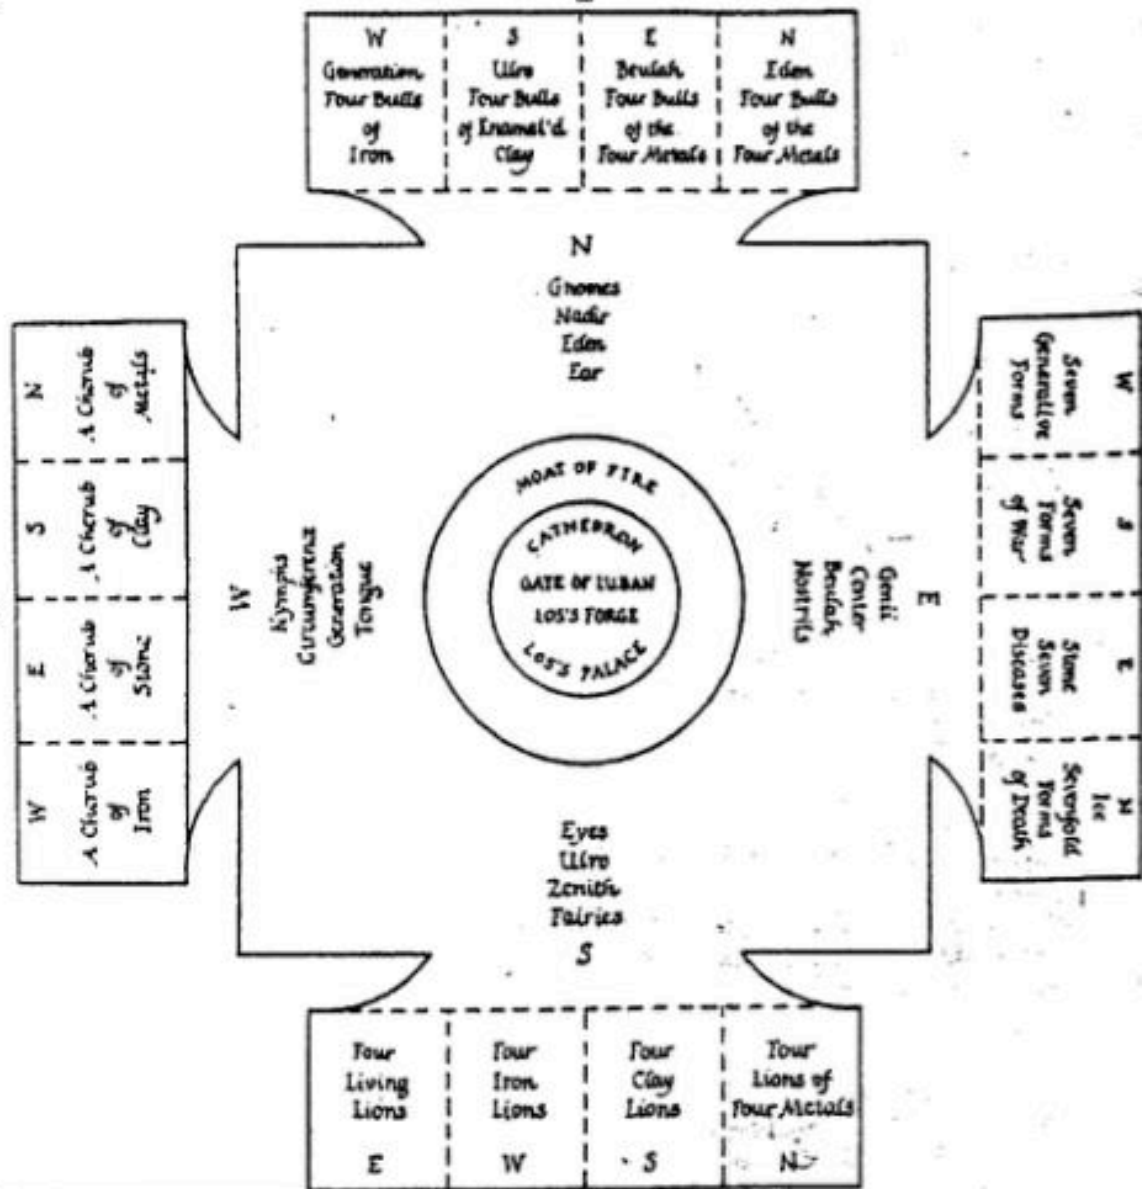 W
Generation
Four Bulls
of
Iron
S
Ulro
Four Bulls
of Enamel'd
Clay
E
Beulah
Four Bulls
of the
Four Metals
N
Eden
Four Bulls
of the
Four Metals
N
Gnomes
Nadir
Eden
Ear
N
A Cherub
of
Metals
S
A Cherub
of
Clay
E
A Cherub
of
Stone
W
A Cherub
of
Iron
W
Nymphs
Circumference
Generation
Tongue
MOAT OF FIRE
CATHEDRON
GATE OF LUBAN
LOS'S FORGE
LOS'S PALACE
E
Genii
Center
Beulah
Nostrils
W
Seven
Generative
Forms
S
Seven
Forms
of War
E
Stone
Seven
Diseases
N
Ice
Sevenfold
Forms
of Death
Eyes
Ulro
Zenith
Fairies
S
Four
Living
Lions
E
Four
Iron
Lions
W
Four
Clay
Lions
S
Four
Lions of
Four Metals
N